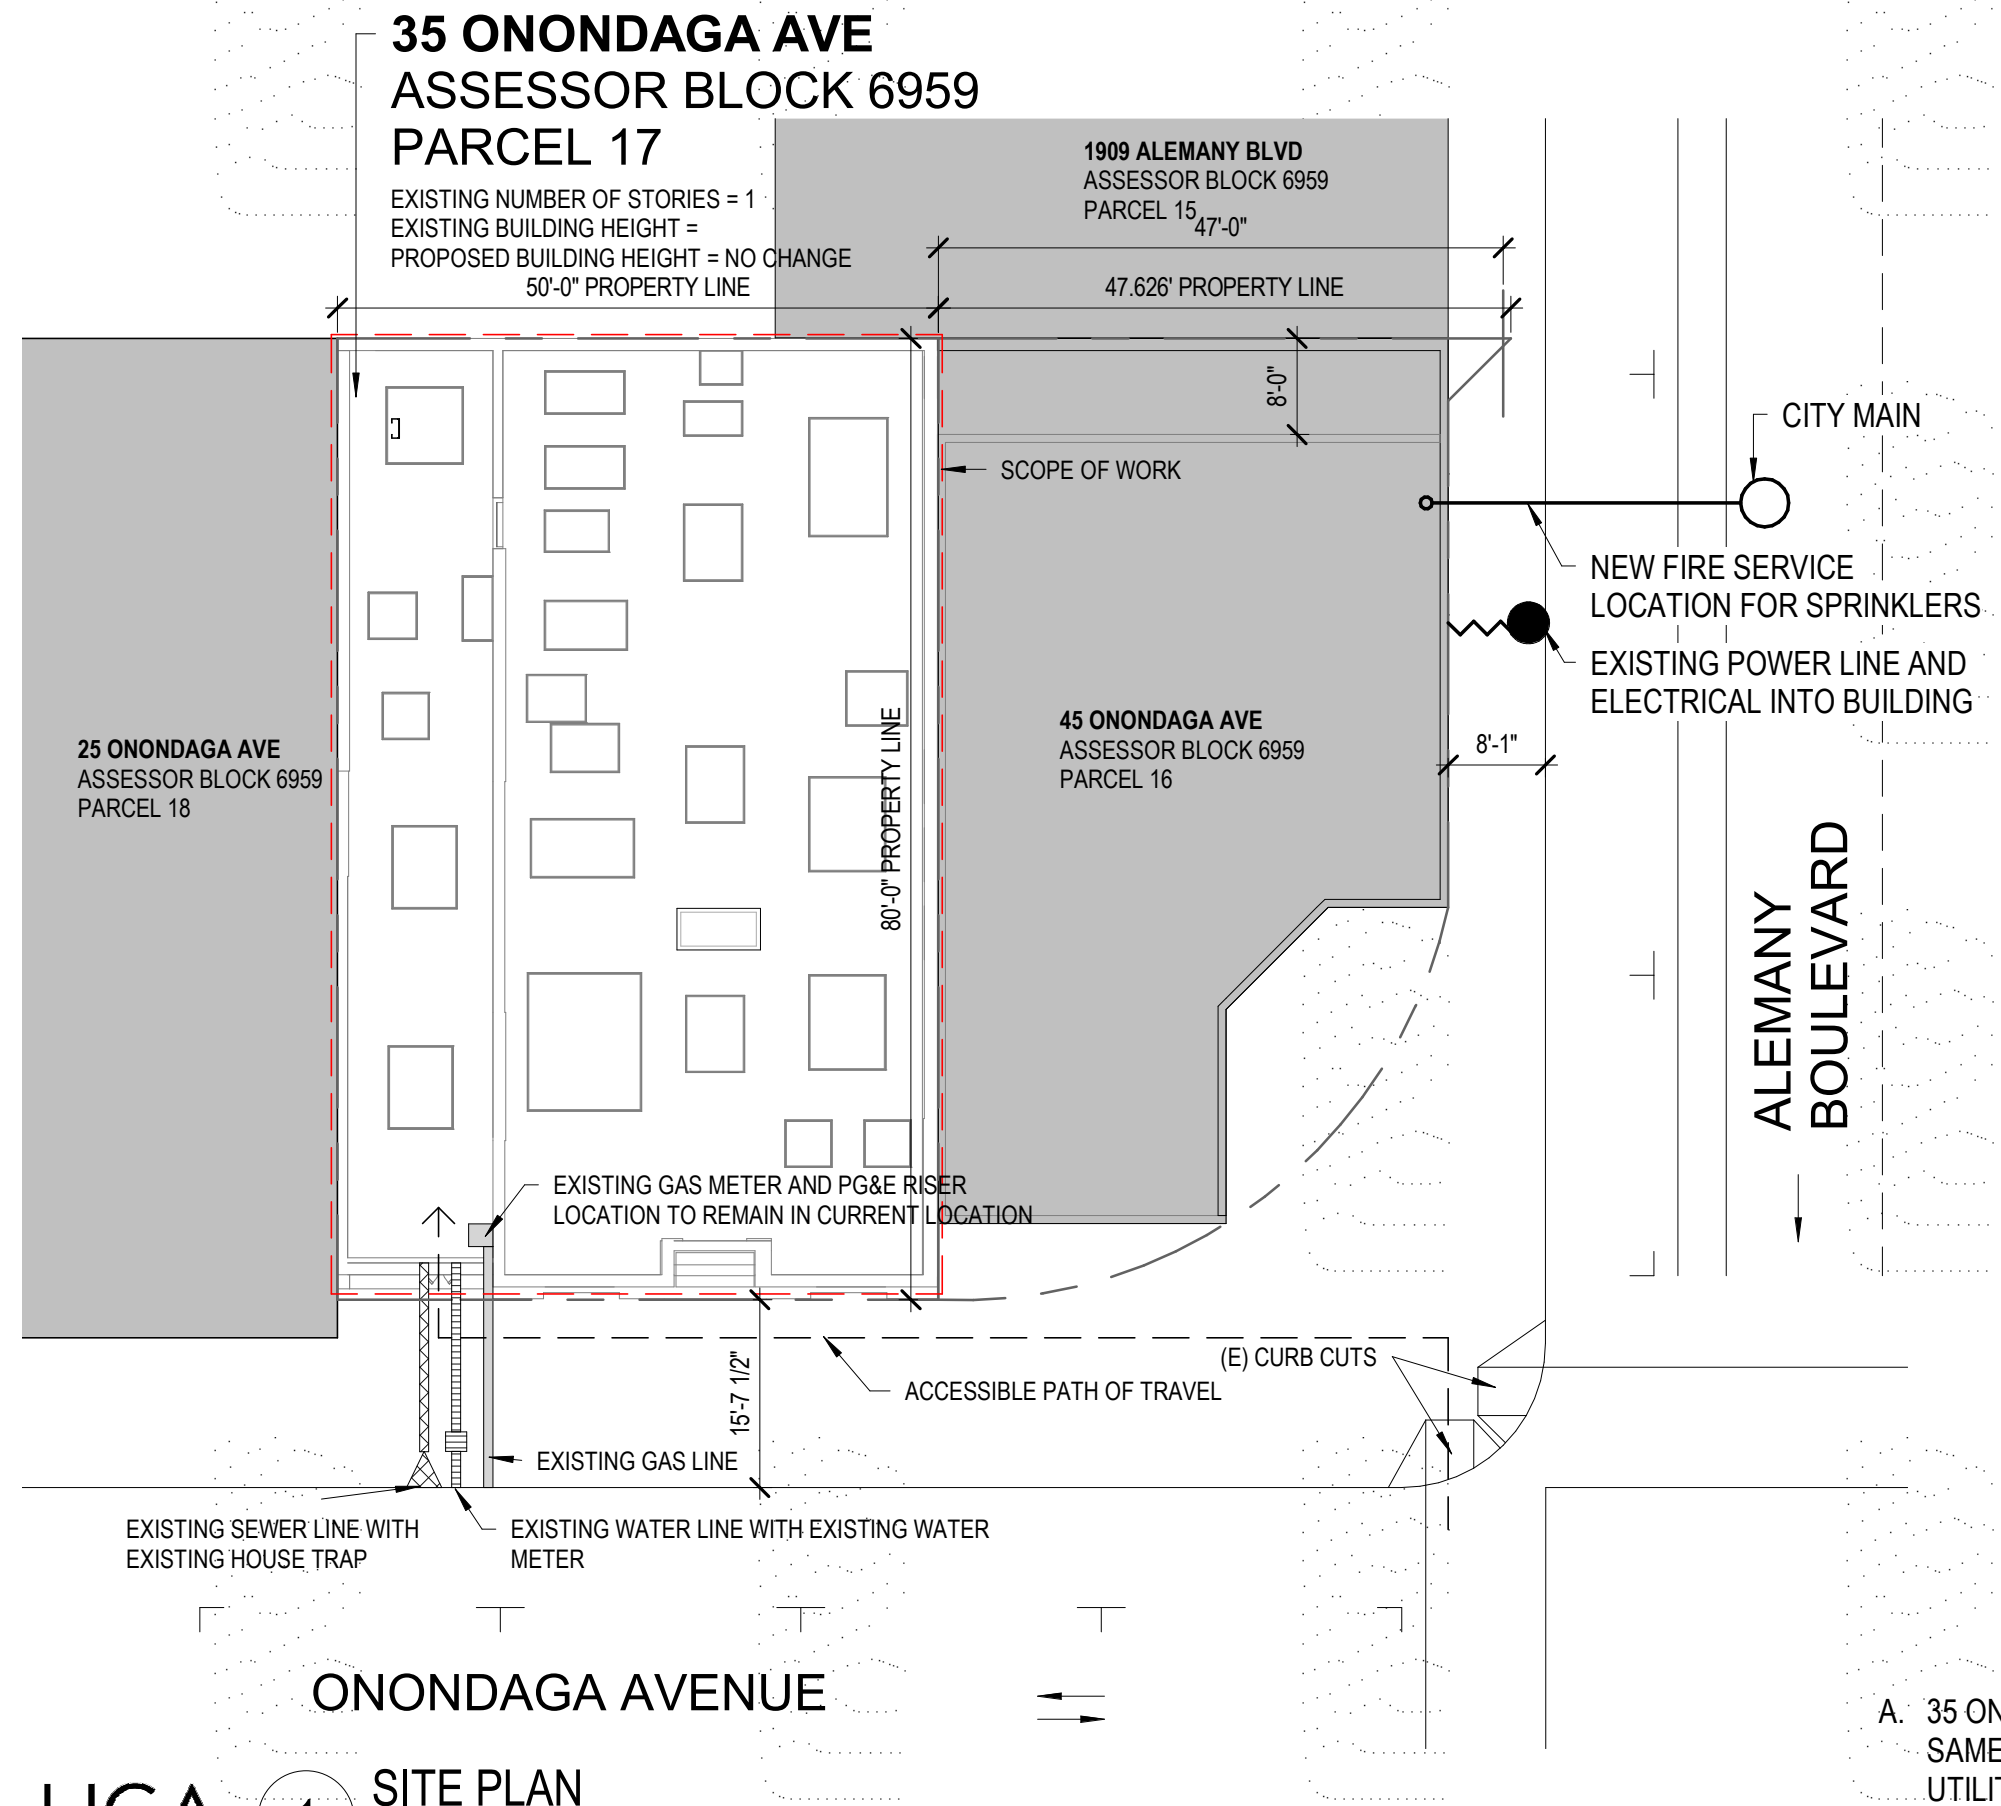 35 ONONDAGA AVE
ASSESSOR BLOCK 6959
PARCEL 17
EXISTING NUMBER OF STORIES = 1
EXISTING BUILDING HEIGHT =
PROPOSED BUILDING HEIGHT = NO CHANGE
50'-0" PROPERTY LINE
1909 ALEMANY BLVD
ASSESSOR BLOCK 6959
PARCEL 15
47'-0"
47.626' PROPERTY LINE
8'-0"
SCOPE OF WORK
CITY MAIN
NEW FIRE SERVICE
LOCATION FOR SPRINKLERS
EXISTING POWER LINE AND
ELECTRICAL INTO BUILDING
8'-1"
25 ONONDAGA AVE
ASSESSOR BLOCK 6959
PARCEL 18
80'-0" PROPERTY LINE
45 ONONDAGA AVE
ASSESSOR BLOCK 6959
PARCEL 16
ALEMANY
BOULEVARD
EXISTING GAS METER AND PG&E RISER
LOCATION TO REMAIN IN CURRENT LOCATION
(E) CURB CUTS
ACCESSIBLE PATH OF TRAVEL
15'-7 1/2"
EXISTING GAS LINE
EXISTING SEWER LINE WITH
EXISTING HOUSE TRAP
EXISTING WATER LINE WITH EXISTING WATER
METER
ONONDAGA AVENUE
SITE PLAN
A. 35 ON
SAME
UTILIT